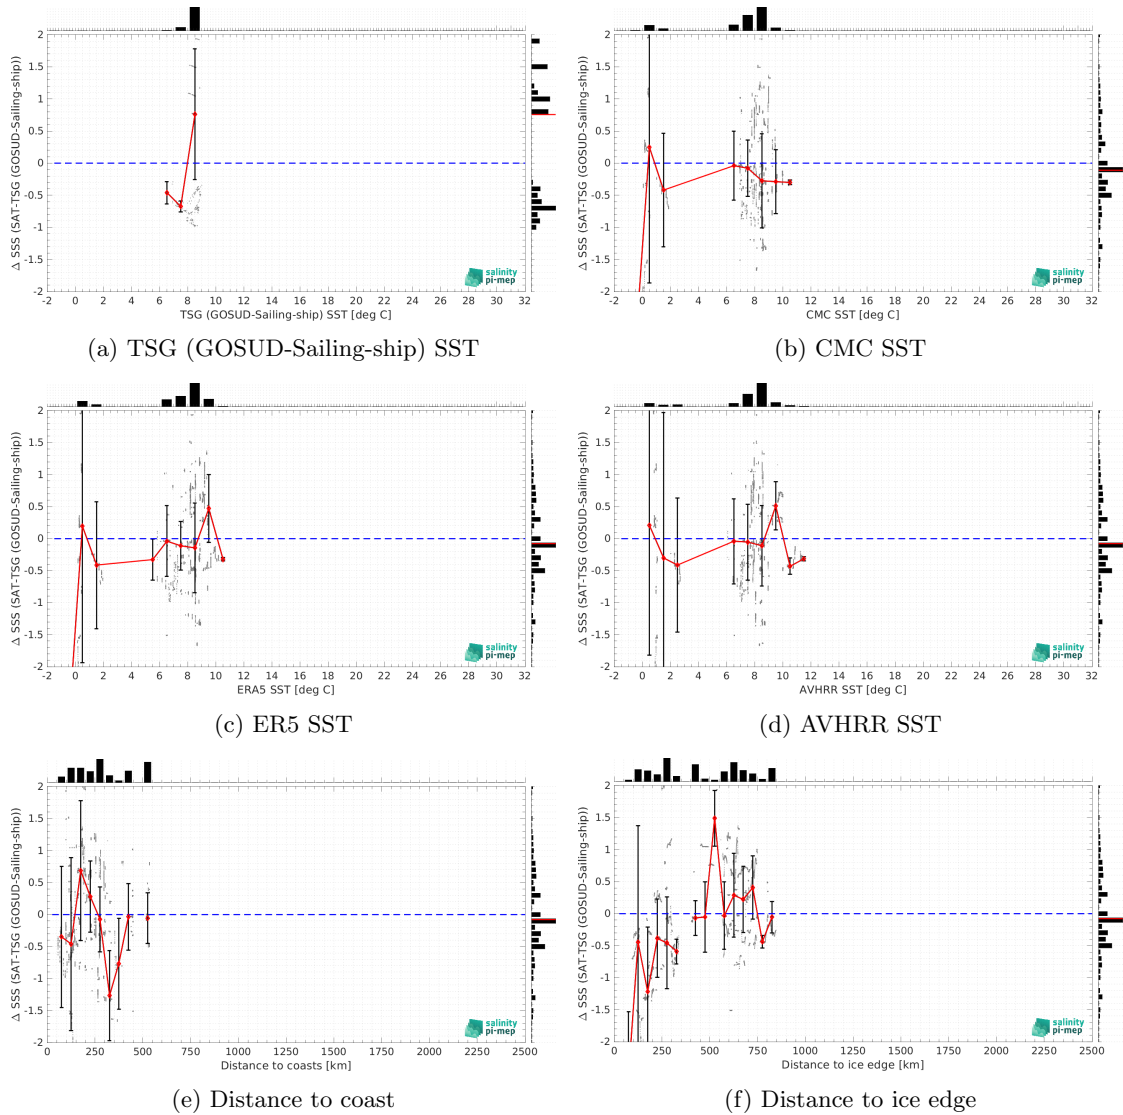 2
1.5
1
0.5
0
-0.5
-1
-1.5
-2
Δ SSS (SAT-TSG (GOSUD-Sailing-ship))
salinity
pi-mep
-2 0 2 4 6 8 10 12 14 16 18 20 22 24 26 28 30 32
TSG (GOSUD-Sailing-ship) SST [deg C]
(a) TSG (GOSUD-Sailing-ship) SST
2
1.5
1
0.5
0
-0.5
-1
-1.5
-2
Δ SSS (SAT-TSG (GOSUD-Sailing-ship))
salinity
pi-mep
-2 0 2 4 6 8 10 12 14 16 18 20 22 24 26 28 30 32
CMC SST [deg C]
(b) CMC SST
2
1.5
1
0.5
0
-0.5
-1
-1.5
-2
Δ SSS (SAT-TSG (GOSUD-Sailing-ship))
salinity
pi-mep
-2 0 2 4 6 8 10 12 14 16 18 20 22 24 26 28 30 32
ERA5 SST [deg C]
(c) ER5 SST
2
1.5
1
0.5
0
-0.5
-1
-1.5
-2
Δ SSS (SAT-TSG (GOSUD-Sailing-ship))
salinity
pi-mep
-2 0 2 4 6 8 10 12 14 16 18 20 22 24 26 28 30 32
AVHRR SST [deg C]
(d) AVHRR SST
2
1.5
1
0.5
0
-0.5
-1
-1.5
-2
Δ SSS (SAT-TSG (GOSUD-Sailing-ship))
salinity
pi-mep
0 250 500 750 1000 1250 1500 1750 2000 2250 2500
Distance to coasts [km]
(e) Distance to coast
2
1.5
1
0.5
0
-0.5
-1
-1.5
-2
Δ SSS (SAT-TSG (GOSUD-Sailing-ship))
salinity
pi-mep
0 250 500 750 1000 1250 1500 1750 2000 2250 2500
Distance to ice edge [km]
(f) Distance to ice edge